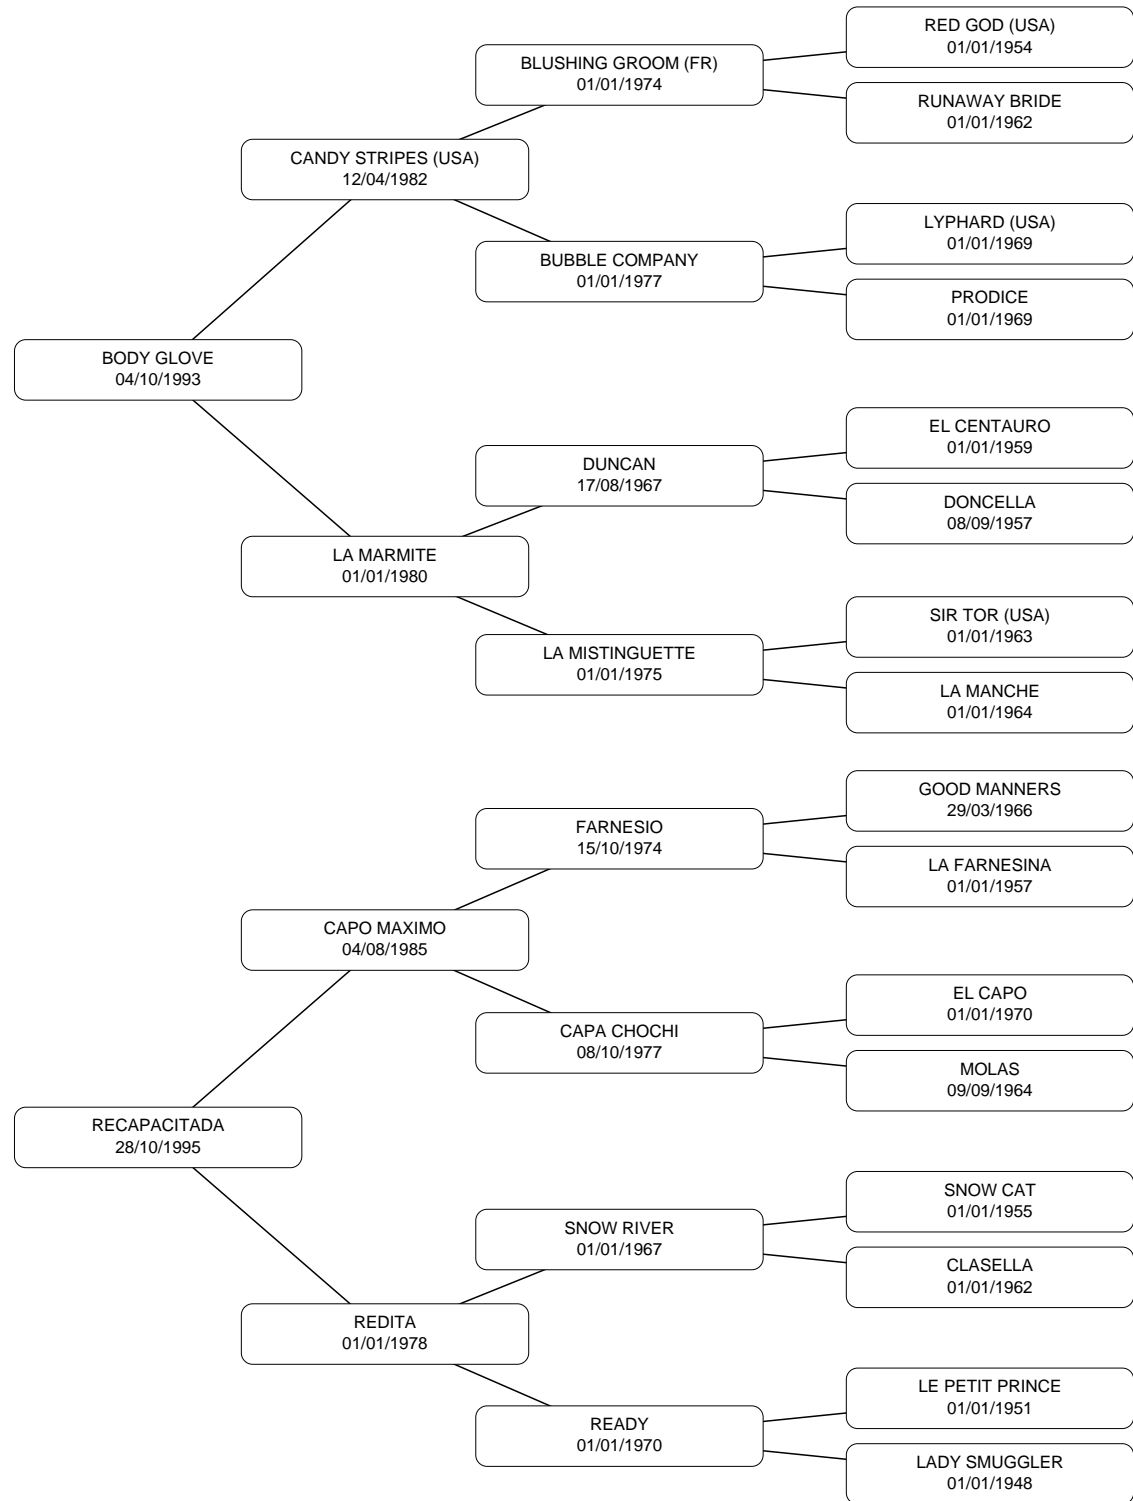 RED GOD (USA)
01/01/1954
BLUSHING GROOM (FR)
01/01/1974
RUNAWAY BRIDE
01/01/1962
CANDY STRIPES (USA)
12/04/1982
LYPHARD (USA)
01/01/1969
BUBBLE COMPANY
01/01/1977
PRODICE
01/01/1969
BODY GLOVE
04/10/1993
EL CENTAURO
01/01/1959
DUNCAN
17/08/1967
DONCELLA
08/09/1957
LA MARMITE
01/01/1980
SIR TOR (USA)
01/01/1963
LA MISTINGUETTE
01/01/1975
LA MANCHE
01/01/1964
GOOD MANNERS
29/03/1966
FARNESIO
15/10/1974
LA FARNESINA
01/01/1957
CAPO MAXIMO
04/08/1985
EL CAPO
01/01/1970
CAPA CHOCHI
08/10/1977
MOLAS
09/09/1964
RECAPACITADA
28/10/1995
SNOW CAT
01/01/1955
SNOW RIVER
01/01/1967
CLASELLA
01/01/1962
REDITA
01/01/1978
LE PETIT PRINCE
01/01/1951
READY
01/01/1970
LADY SMUGGLER
01/01/1948